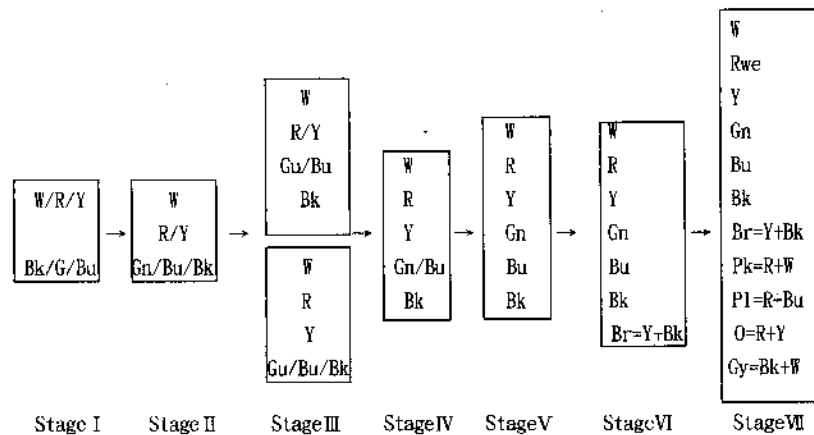 W/R/Y
Bk/G/Bu
W
R/Y
Gn/Bu/Bk
W
R/Y
Gu/Bu
Bk
W
R
Y
Gu/Bu/Bk
W
R
Y
Gn/Bu
Bk
W
R
Y
Gn
Bu
Bk
W
R
Y
Gn
Bu
Bk
Br=Y+Bk
W
Rwe
Y
Gn
Bu
Bk
Br=Y+Bk
Pk=R+W
Pl=R+Bu
O=R+Y
Gy=Bk+W
Stage I Stage II Stage III Stage IV Stage V Stage VI Stage VII